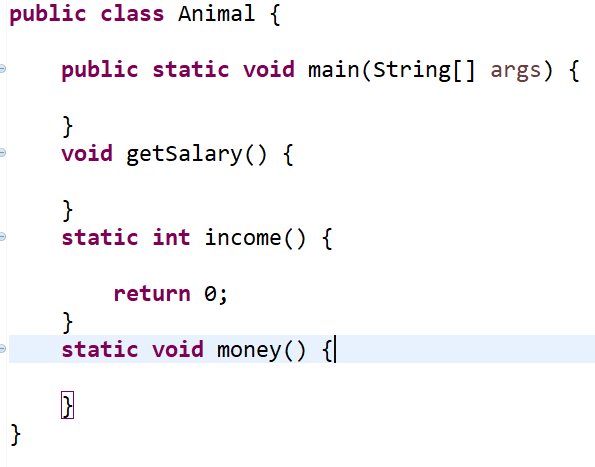 public class Animal {
public static void main(String[] args) {
}
void getSalary() {
}
static int income() {
return 0;
}
static void money() {
}
}